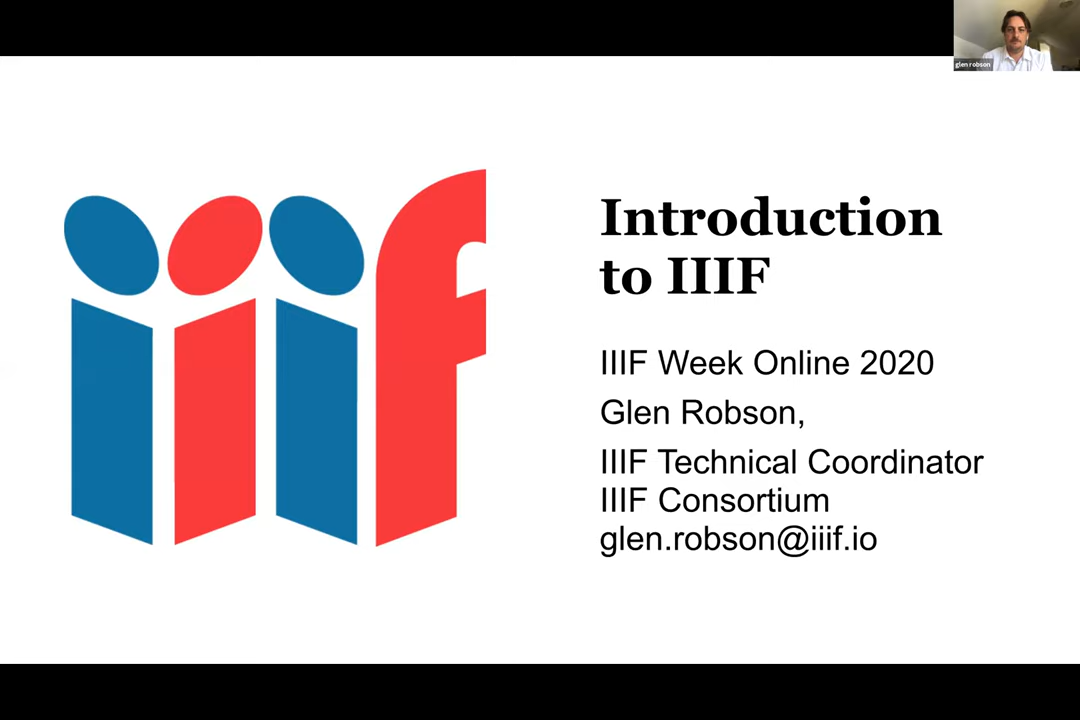 glen robson
iiif
Introduction
to IIIF
IIIF Week Online 2020
Glen Robson,
IIIF Technical Coordinator
IIIF Consortium
glen.robson@iiif.io